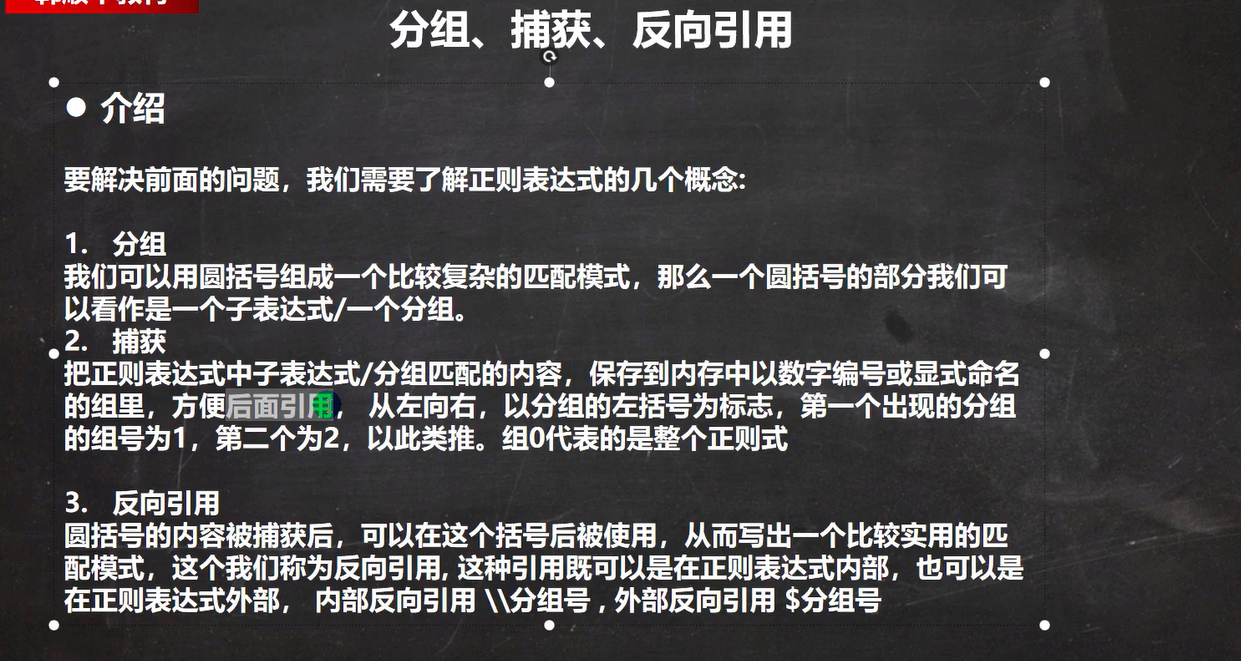 分组、捕获、反向引用
● 介绍
要解决前面的问题，我们需要了解正则表达式的几个概念:
1. 分组
我们可以用圆括号组成一个比较复杂的匹配模式，那么一个圆括号的部分我们可
以看作是一个子表达式/一个分组。
2. 捕获
把正则表达式中子表达式/分组匹配的内容，保存到内存中以数字编号或显式命名
的组里，方便后面引用， 从左向右，以分组的左括号为标志，第一个出现的分组
的组号为1，第二个为2，以此类推。组0代表的是整个正则式
3. 反向引用
圆括号的内容被捕获后，可以在这个括号后被使用，从而写出一个比较实用的匹
配模式，这个我们称为反向引用, 这种引用既可以是在正则表达式内部，也可以是
在正则表达式外部， 内部反向引用 \\分组号 , 外部反向引用 $分组号